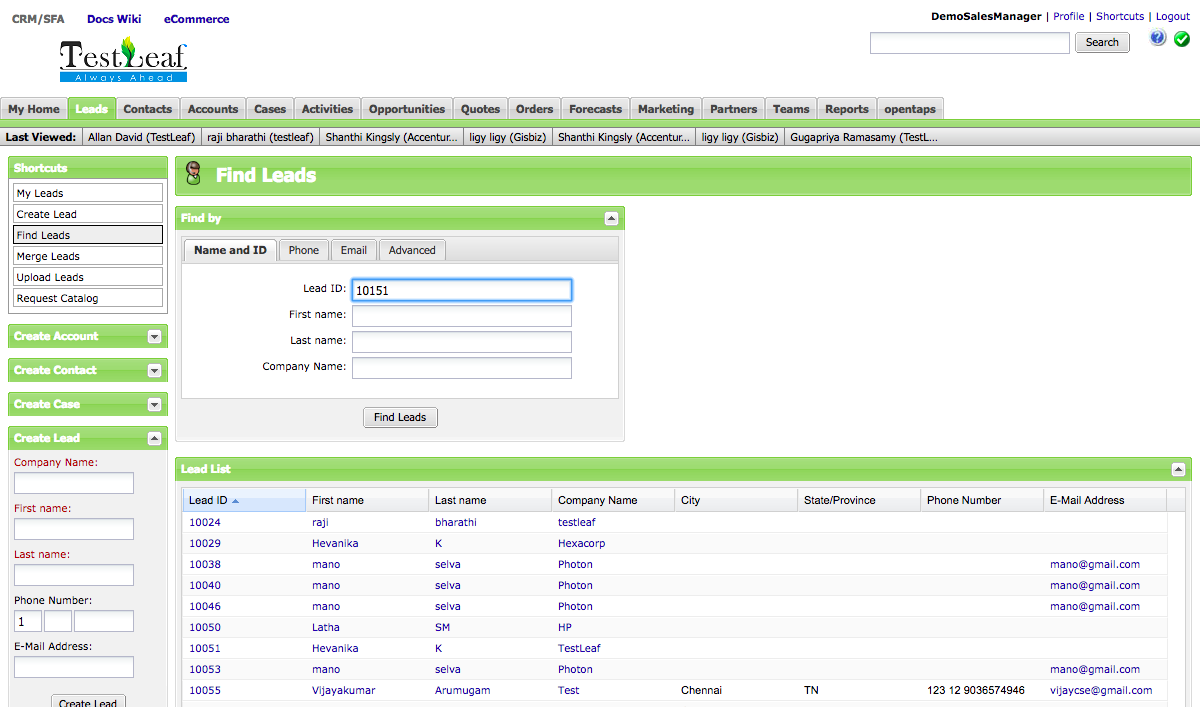 CRM/SFA Docs Wiki eCommerce
DemoSalesManager | Profile | Shortcuts | Logout
TestLeaf
Always Ahead
Search
?
My Home Leads Contacts Accounts Cases Activities Opportunities Quotes Orders Forecasts Marketing Partners Teams Reports opentaps
Last Viewed: Allan David (TestLeaf) raji bharathi (testleaf) Shanthi Kingsly (Accentur... ligy ligy (Gisbiz) Shanthi Kingsly (Accentur... ligy ligy (Gisbiz) Gugapriya Ramasamy (TestL...
Shortcuts
My Leads
Create Lead
Find Leads
Merge Leads
Upload Leads
Request Catalog
Create Account
Create Contact
Create Case
Create Lead
Company Name:
First name:
Last name:
Phone Number:
1
E-Mail Address:
Create Lead
Find Leads
Find by
Name and ID Phone Email Advanced
Lead ID: 10151
First name:
Last name:
Company Name:
Find Leads
Lead List
Lead ID First name Last name Company Name City State/Province Phone Number E-Mail Address
10024 raji bharathi testleaf
10029 Hevanika K Hexacorp
10038 mano selva Photon mano@gmail.com
10040 mano selva Photon mano@gmail.com
10046 mano selva Photon mano@gmail.com
10050 Latha SM HP
10051 Hevanika K TestLeaf
10053 mano selva Photon mano@gmail.com
10055 Vijayakumar Arumugam Test Chennai TN 123 12 9036574946 vijaycse@gmail.com